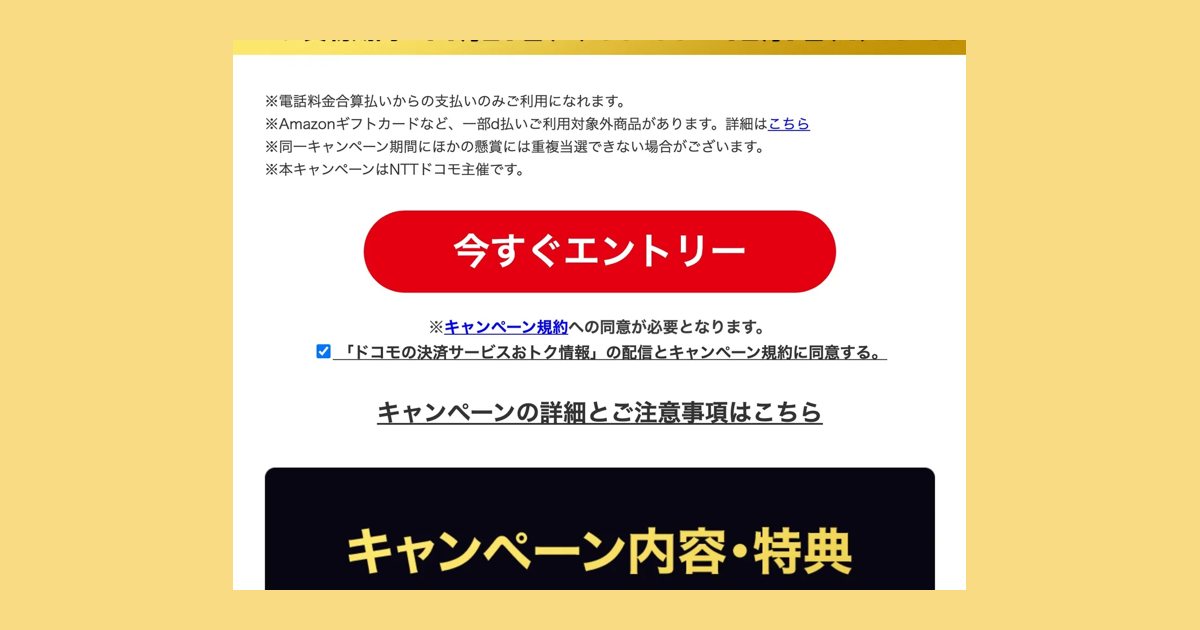 ※電話料金合算払いからの支払いのみご利用になれます。
※Amazonギフトカードなど、一部d払いご利用対象外商品があります。詳細はこちら
※同一キャンペーン期間にほかの懸賞には重複当選できない場合がございます。
※本キャンペーンはNTTドコモ主催です。
今すぐエントリー
※キャンペーン規約への同意が必要となります。
「ドコモの決済サービスおトク情報」の配信とキャンペーン規約に同意する。
キャンペーンの詳細とご注意事項はこちら
キャンペーン内容・特典